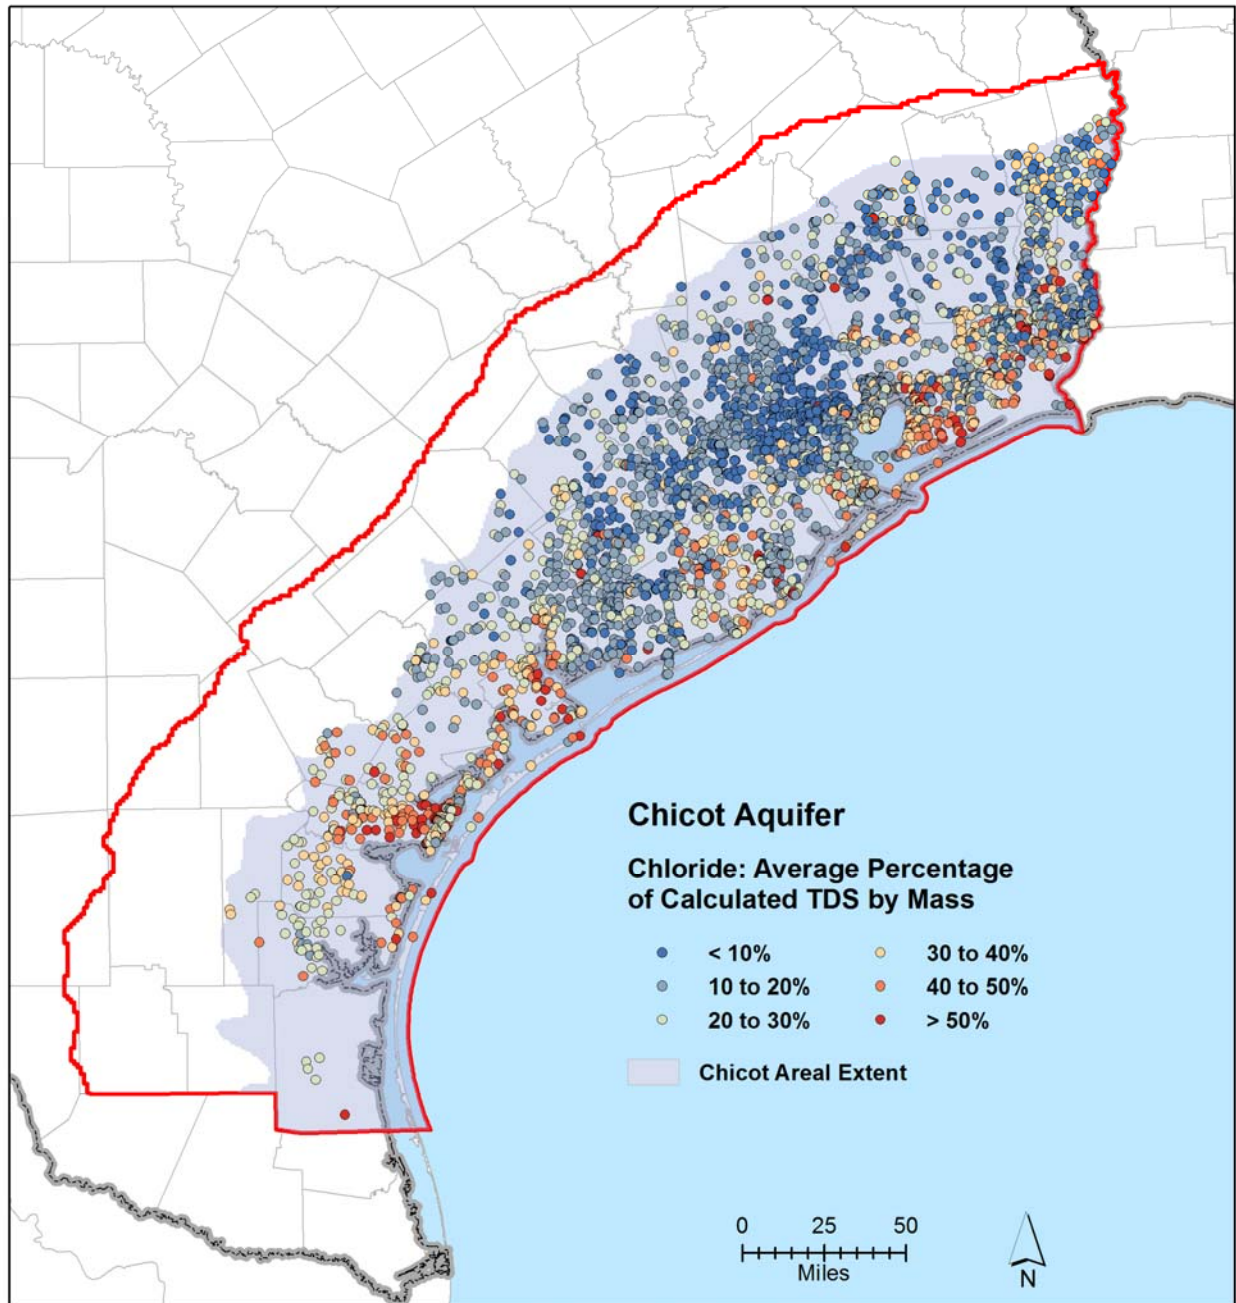 Chicot Aquifer
Chloride: Average Percentage
of Calculated TDS by Mass
< 10%
30 to 40%
10 to 20%
40 to 50%
20 to 30%
> 50%
Chicot Areal Extent
0 25 50
Miles
N